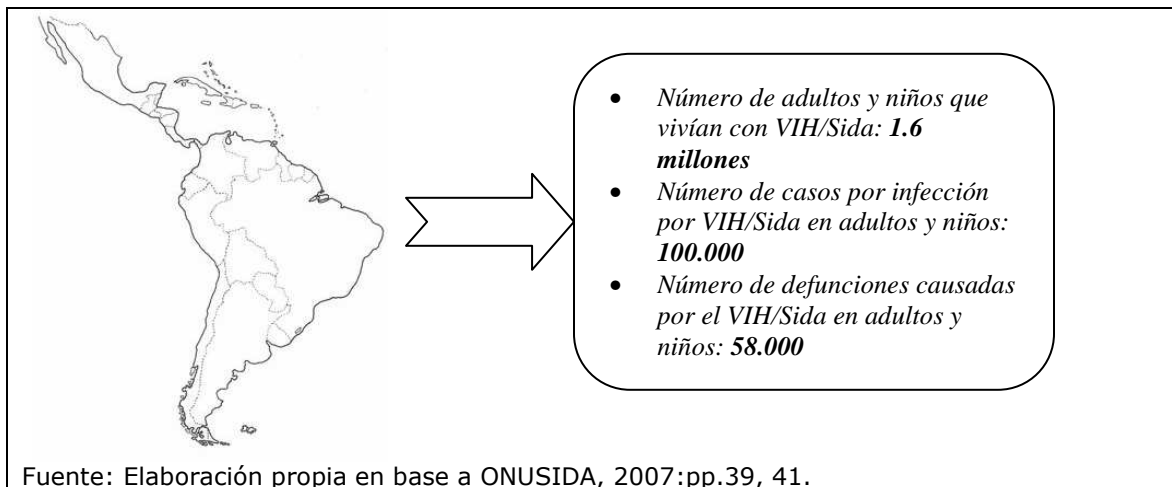 • Número de adultos y niños que
vivían con VIH/Sida: 1.6
millones
• Número de casos por infección
por VIH/Sida en adultos y niños:
100.000
• Número de defunciones causadas
por el VIH/Sida en adultos y
niños: 58.000
Fuente: Elaboración propia en base a ONUSIDA, 2007:pp.39, 41.